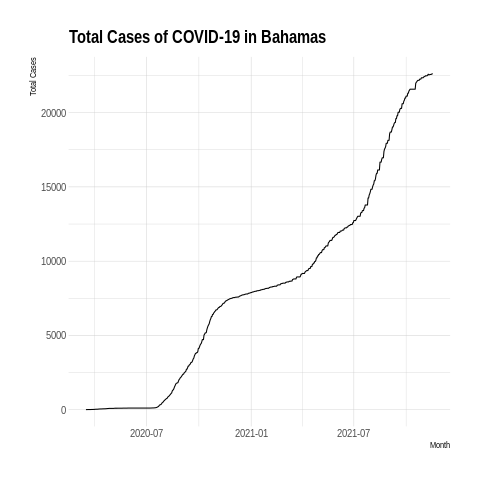 Total Cases of COVID-19 in Bahamas
Total Cases
20000
15000
10000
5000
0
2020-07 2021-01 2021-07
Month